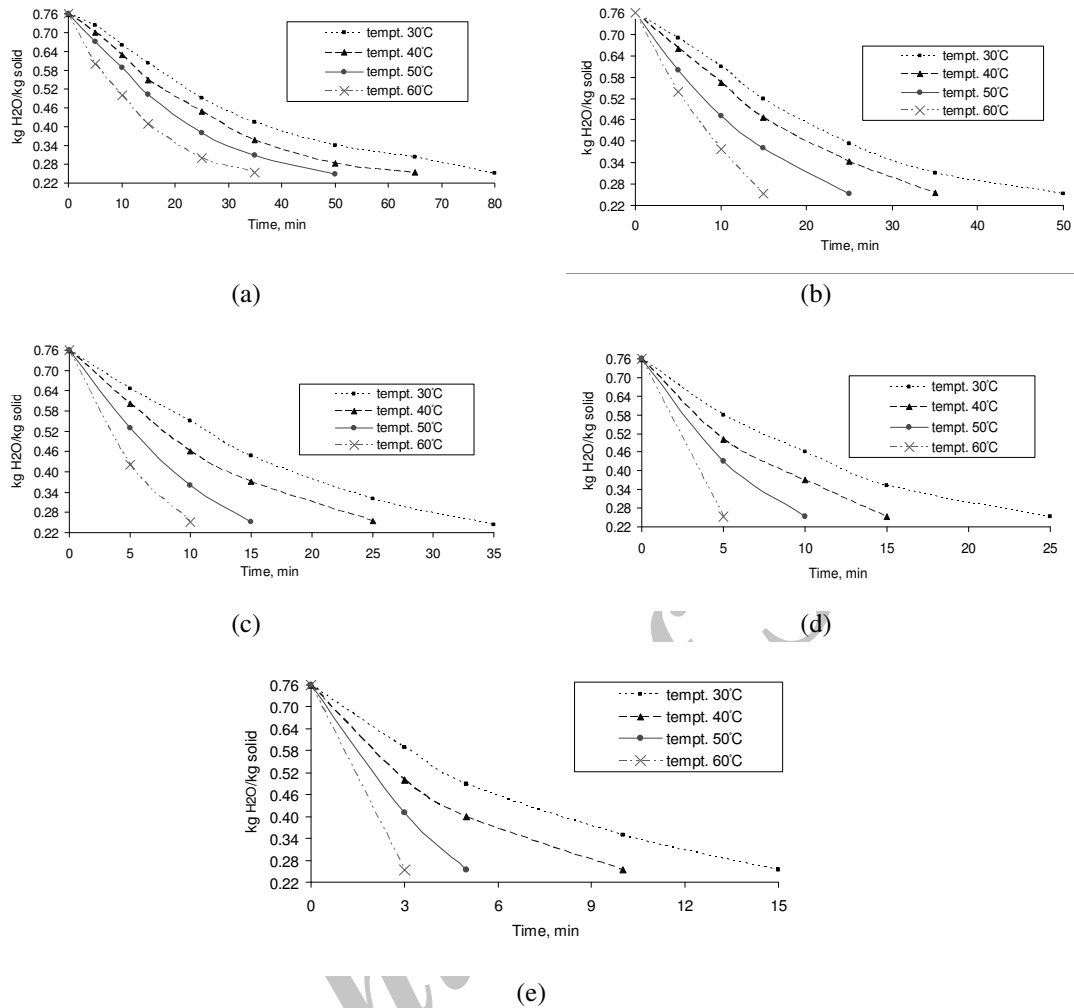 kg H2O/kg solid
0.76
0.70
0.64
0.58
0.52
0.46
0.40
0.34
0.28
0.22
tempt. 30°C
tempt. 40°C
tempt. 50°C
tempt. 60°C
0 10 20 30 40 50 60 70 80
Time, min
(a)
kg H2O/kg solid
0.76
0.70
0.64
0.58
0.52
0.46
0.40
0.34
0.28
0.22
tempt. 30°C
tempt. 40°C
tempt. 50°C
tempt. 60°C
0 10 20 30 40 50
Time, min
(b)
kg H2O/kg solid
0.76
0.70
0.64
0.58
0.52
0.46
0.40
0.34
0.28
0.22
tempt. 30°C
tempt. 40°C
tempt. 50°C
tempt. 60°C
0 5 10 15 20 25 30 35
Time, min
(c)
kg H2O/kg solid
0.76
0.70
0.64
0.58
0.52
0.46
0.40
0.34
0.28
0.22
tempt. 30°C
tempt. 40°C
tempt. 50°C
tempt. 60°C
0 5 10 15 20 25
Time, min
(d)
kg H2O/kg solid
0.76
0.70
0.64
0.58
0.52
0.46
0.40
0.34
0.28
0.22
tempt. 30°C
tempt. 40°C
tempt. 50°C
tempt. 60°C
0 3 6 9 12 15
Time, min
(e)